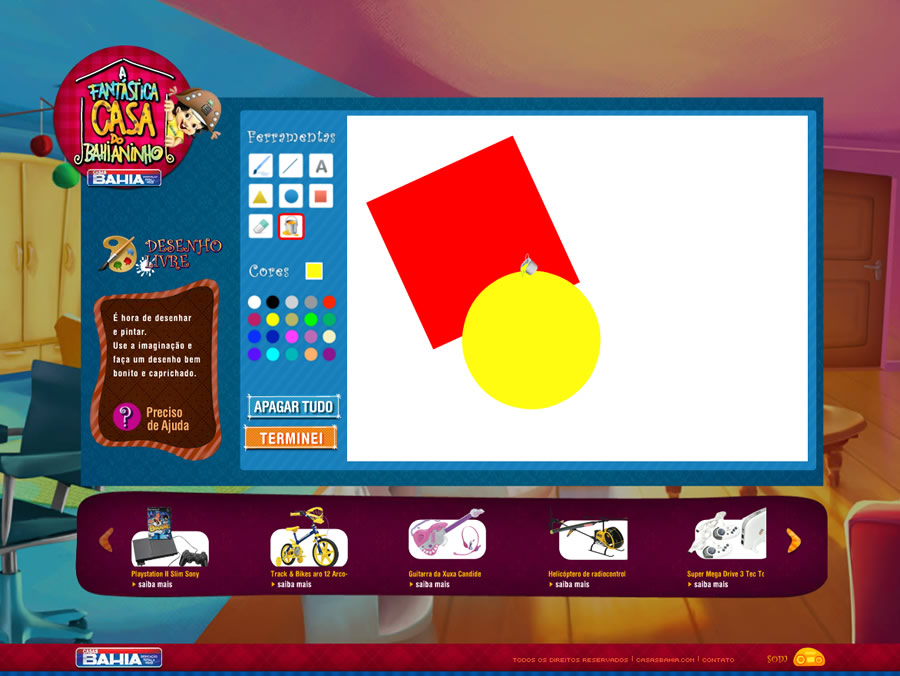 A
FANTÁSTICA
CASA
DO
BAHIANINHO
CASAS
BAHIA
Ferramentas
A
DESENHO
LIVRE
Cores
É hora de desenhar
e pintar.
Use a imaginação e
faça um desenho bem
bonito e caprichado.
?
Preciso
de Ajuda
APAGAR TUDO
TERMINEI
Playstation II Slim Sony
saiba mais
Track & Bikes aro 12 Arco-
saiba mais
Guitarra da Xuxa Candide
saiba mais
Helicóptero de radiocontrol
saiba mais
Super Mega Drive 3 Tec To
saiba mais
CASAS
BAHIA
TODOS OS DIREITOS RESERVADOS | CASASBAHIA.COM | CONTATO
som